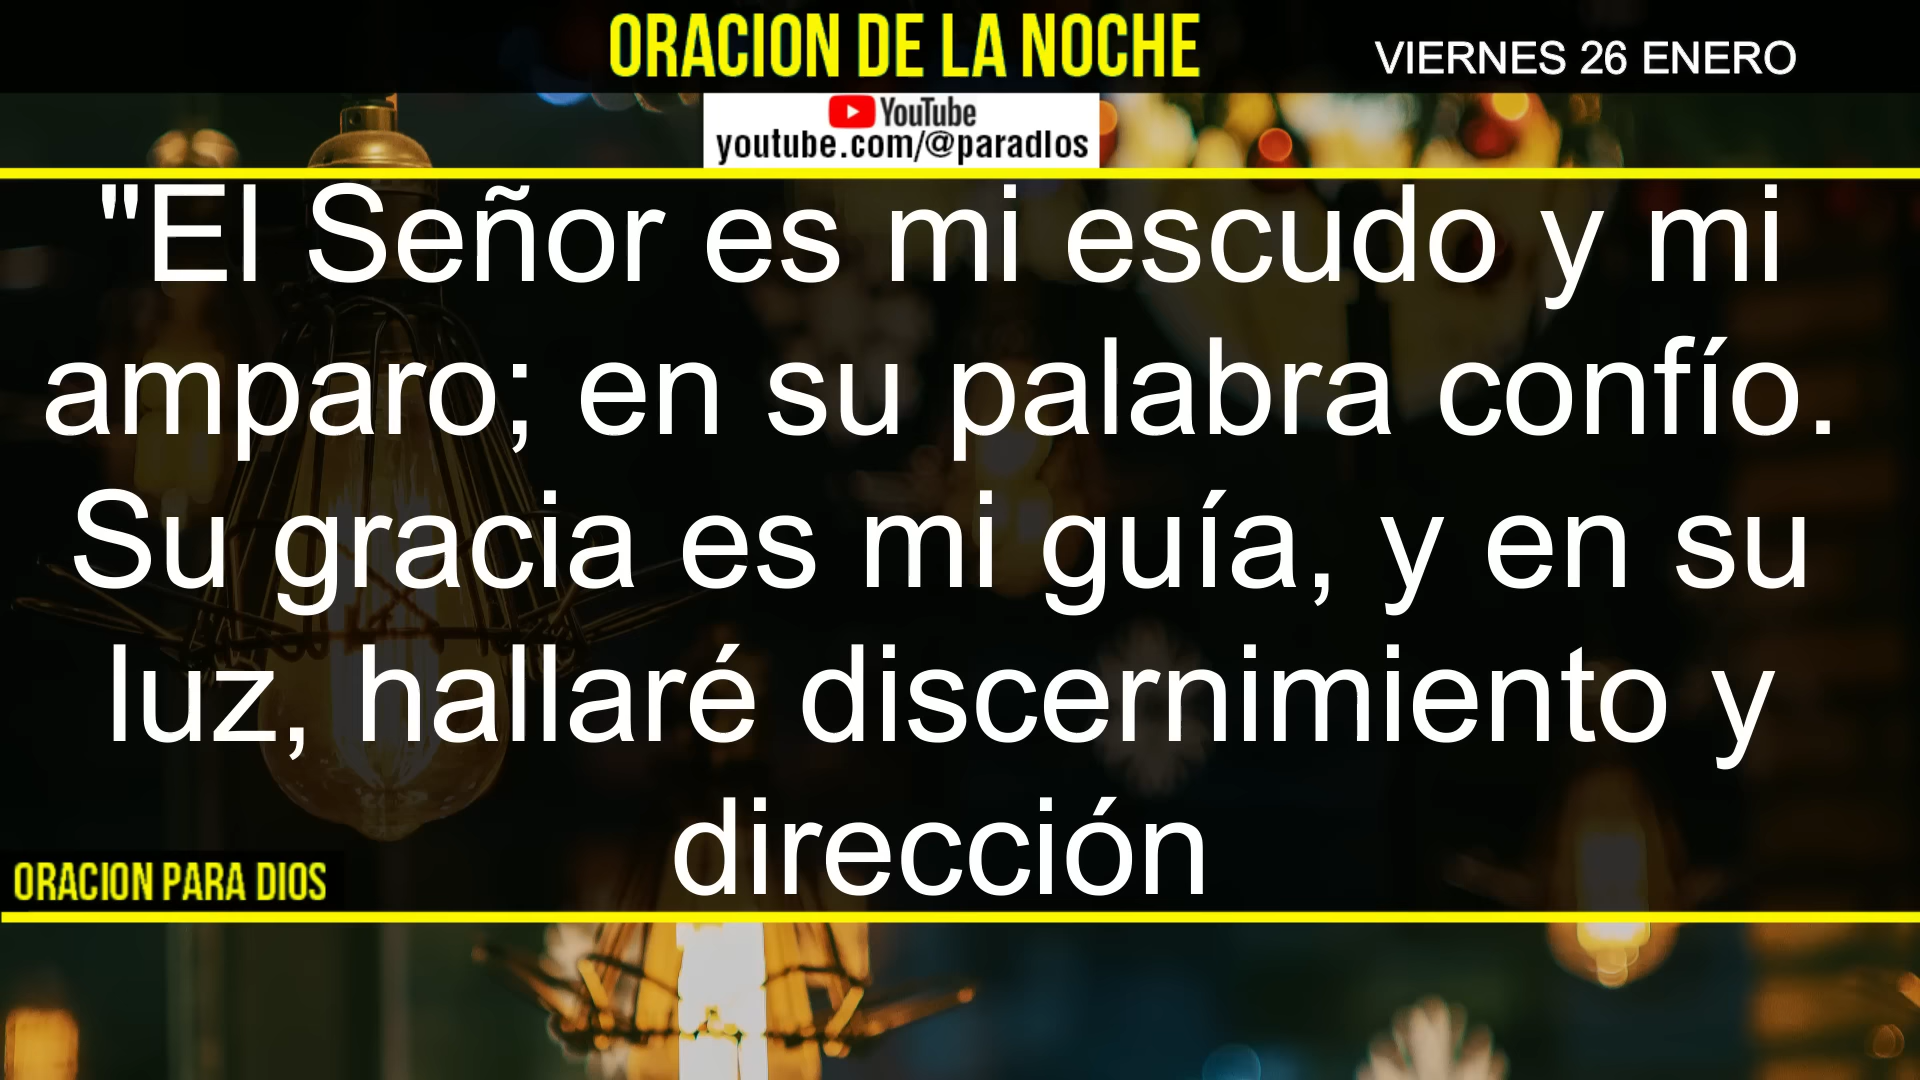 ORACION DE LA NOCHE
VIERNES 26 ENERO
YouTube
youtube.com/@paradIos
"El Señor es mi escudo y mi
amparo; en su palabra confío.
Su gracia es mi guía, y en su
luz, hallaré discernimiento y
dirección
ORACION PARA DIOS